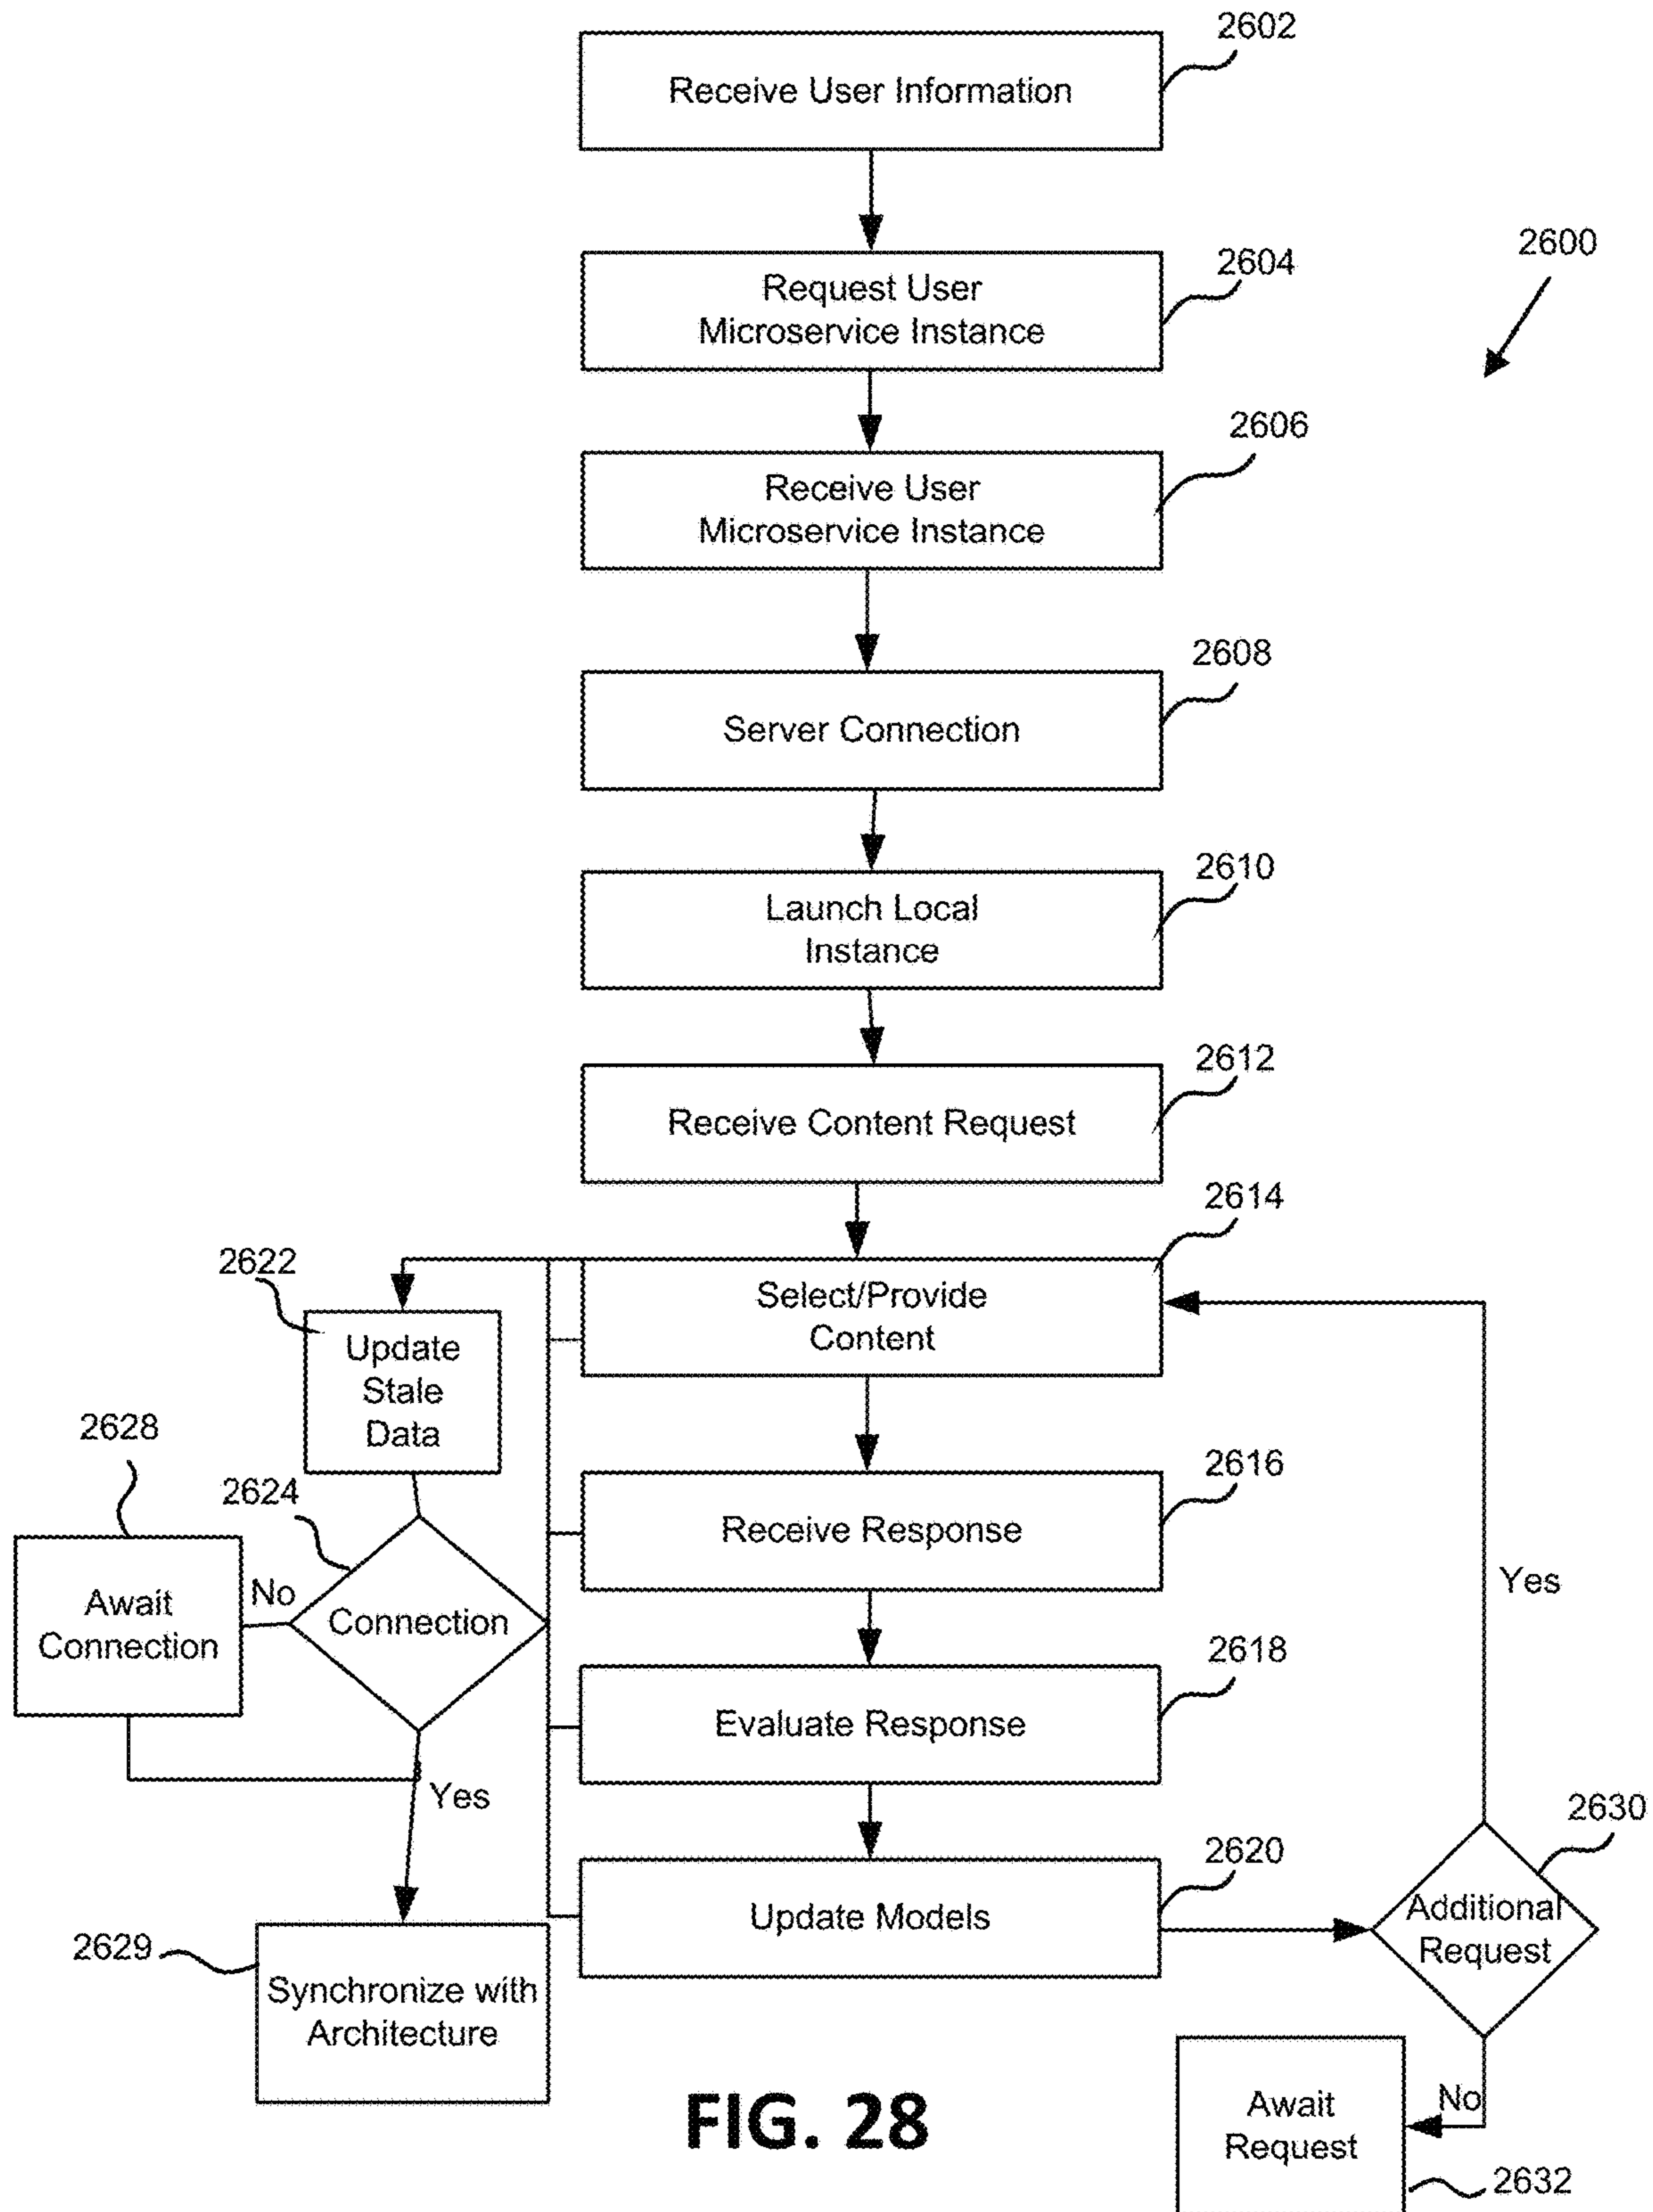 2602
Receive User Information
2600
2604
Request User
Microservice Instance
2606
Receive User
Microservice Instance
2608
Server Connection
2610
Launch Local
Instance
2612
Receive Content Request
2614
Select/Provide
Content
2622
Update
Stale
Data
2628
2624
2616
Receive Response
Await
Connection
No
Connection
Yes
2618
Evaluate Response
Yes
2630
2620
Update Models
Additional
Request
2629
Synchronize with
Architecture
No
Await
Request
2632
FIG. 28